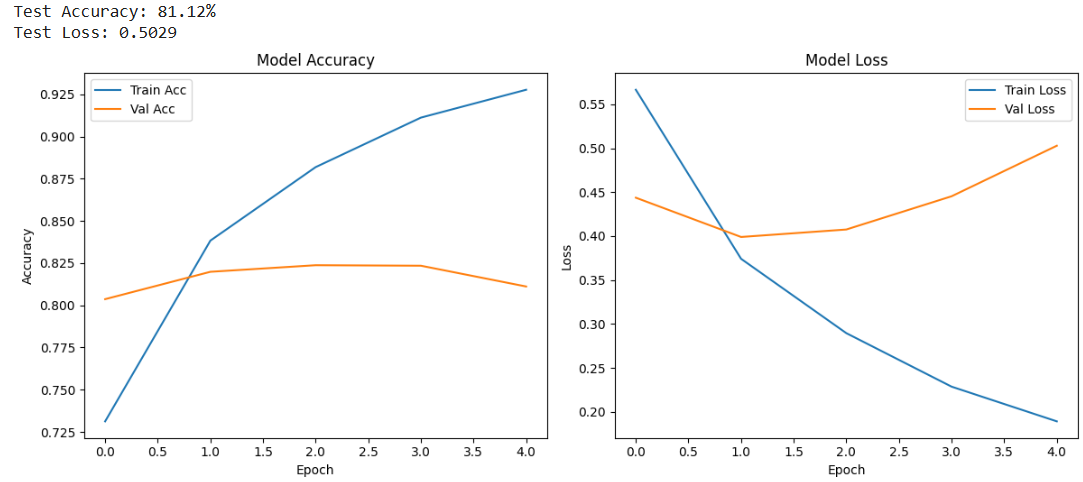 Test Accuracy: 81.12%
Test Loss: 0.5029
Model Accuracy
Train Acc
Val Acc
0.925
0.900
0.875
0.850
0.825
0.800
0.775
0.750
0.725
Accuracy
0.0 0.5 1.0 1.5 2.0 2.5 3.0 3.5 4.0
Epoch
Model Loss
Train Loss
Val Loss
0.55
0.50
0.45
0.40
0.35
0.30
0.25
0.20
Loss
0.0 0.5 1.0 1.5 2.0 2.5 3.0 3.5 4.0
Epoch